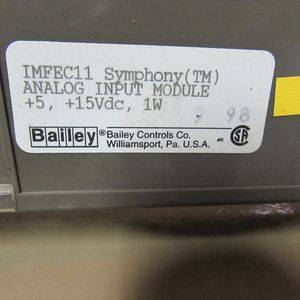 IMFEC11 Symphony(TM)
ANALOG INPUT MODULE
+5, +15Vdc, 1W
9 98
Bailey® Bailey Controls Co.
Williamsport, Pa. U.S.A.